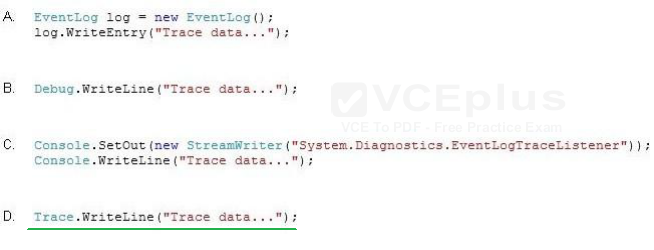 A. EventLog log = new EventLog();
log.WriteEntry("Trace data...");
B. Debug.WriteLine("Trace data...");
VCEplus
VCE To PDF - Free Practice Exam
C. Console.SetOut(new StreamWriter("System.Diagnostics.EventLogTraceListener"));
Console.WriteLine("Trace data...");
D. Trace.WriteLine("Trace data...");